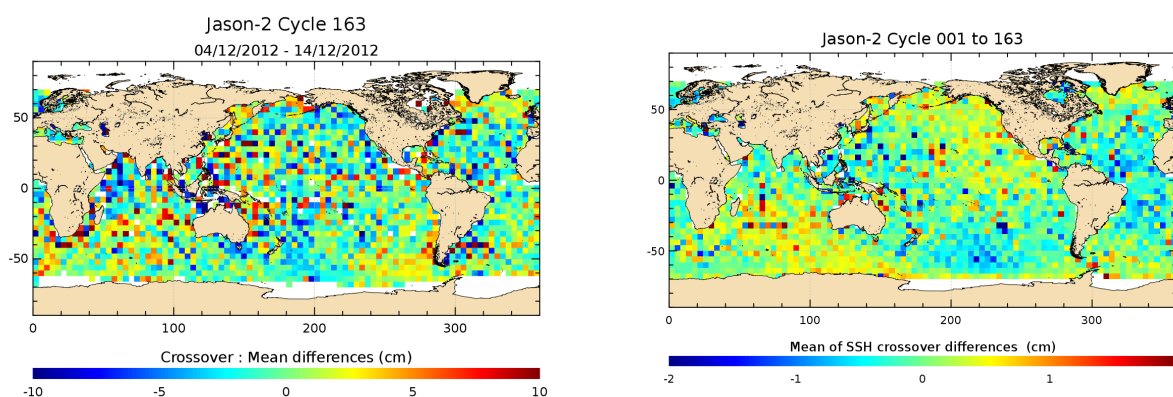 Jason-2 Cycle 163
04/12/2012 - 14/12/2012
50
0
-50
0 100 200 300
Crossover : Mean differences (cm)
-10 -5 0 5 10
Jason-2 Cycle 001 to 163
50
0
-50
0 100 200 300
Mean of SSH crossover differences (cm)
-2 -1 0 1